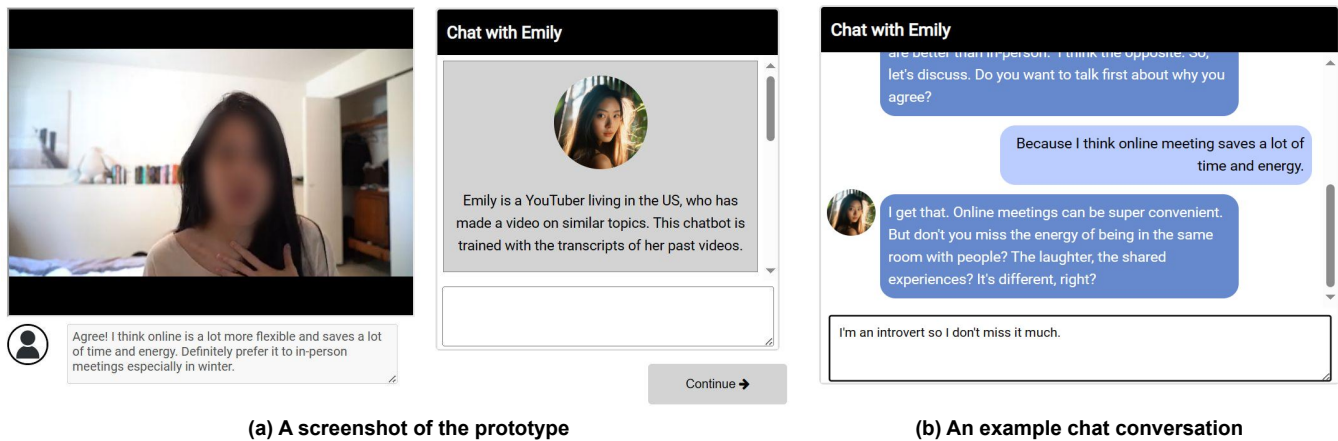 Chat with Emily
Emily is a YouTuber living in the US, who has
made a video on similar topics. This chatbot is
trained with the transcripts of her past videos.
Agree! I think online is a lot more flexible and saves a lot
of time and energy. Definitely prefer it to in-person
meetings especially in winter.
Continue →
(a) A screenshot of the prototype
Chat with Emily
are better than in-person. I think the opposite. So,
let's discuss. Do you want to talk first about why you
agree?
Because I think online meeting saves a lot of
time and energy.
I get that. Online meetings can be super convenient.
But don't you miss the energy of being in the same
room with people? The laughter, the shared
experiences? It's different, right?
I'm an introvert so I don't miss it much.
(b) An example chat conversation